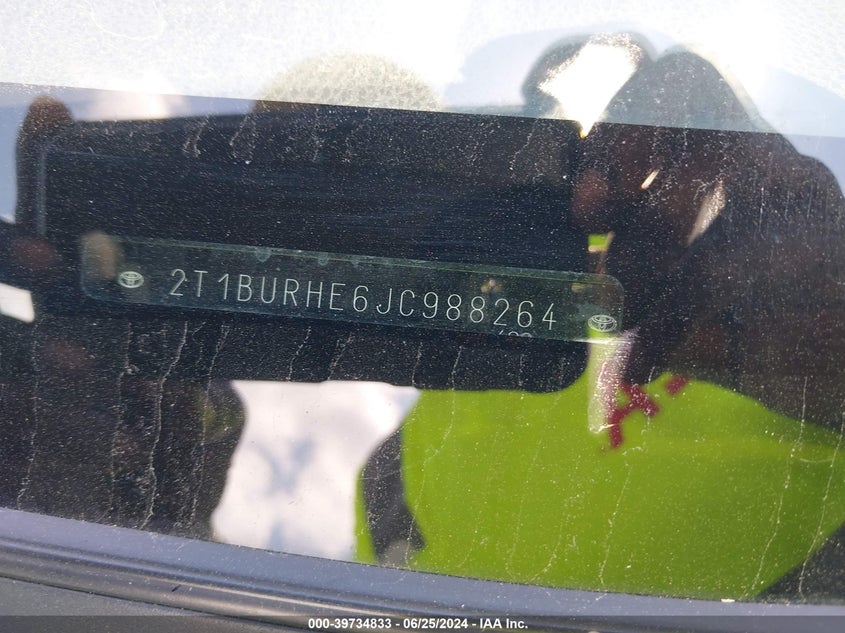 2T1BURHE6JC988264
000-39734833 / 06/25/2024 - IAA Inc.